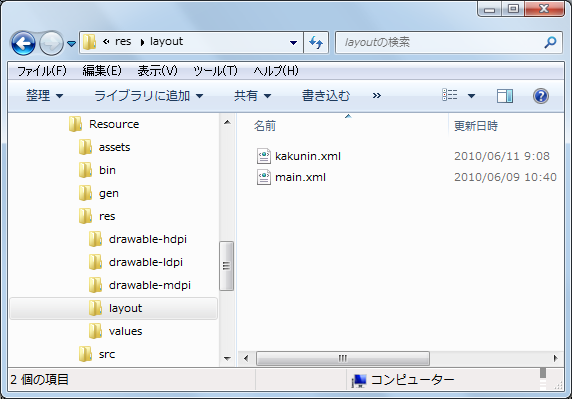 « res ▸ layout
layoutの検索
ファイル(F) 編集(E) 表示(V) ツール(T) ヘルプ(H)
整理 ライブラリに追加 共有 書き込む »
Resource
assets
bin
gen
res
drawable-hdpi
drawable-ldpi
drawable-mdpi
layout
values
src
名前 更新日時
kakunin.xml 2010/06/11 9:08
main.xml 2010/06/09 10:40
2 個の項目 コンピューター